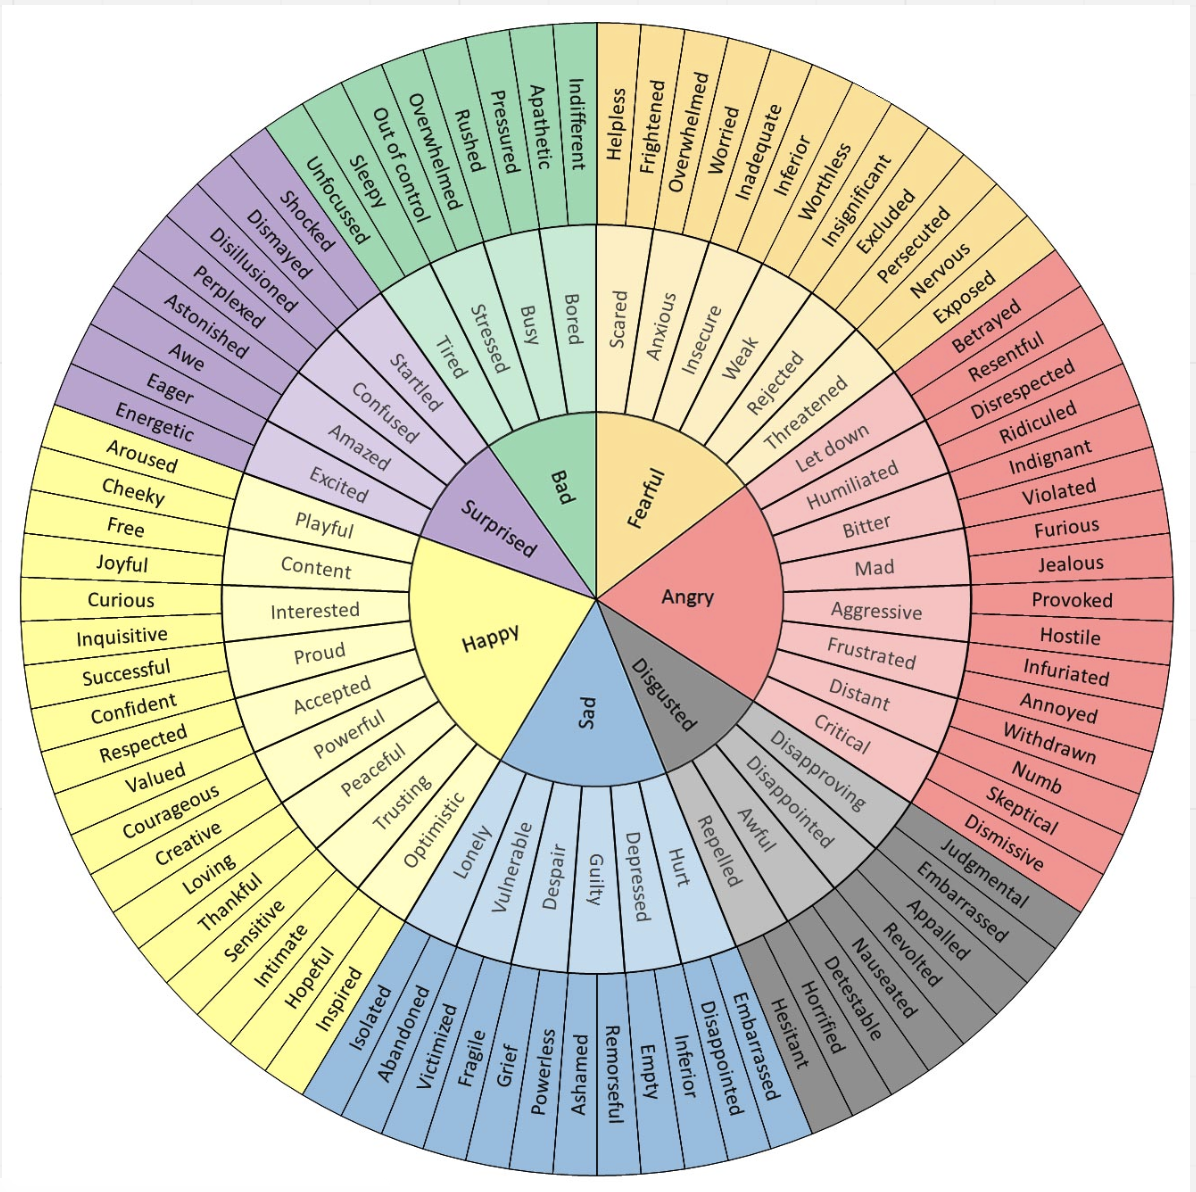 Fearful
Angry
Disgusted
Sad
Happy
Surprised
Bad
Scared
Anxious
Insecure
Weak
Rejected
Threatened
Let down
Humiliated
Bitter
Mad
Aggressive
Frustrated
Distant
Critical
Disapproving
Disappointed
Awful
Repelled
Hurt
Depressed
Guilty
Despair
Vulnerable
Lonely
Optimistic
Trusting
Peaceful
Powerful
Accepted
Proud
Interested
Content
Playful
Excited
Amazed
Confused
Startled
Tired
Stressed
Busy
Bored
Helpless
Frightened
Overwhelmed
Worried
Inadequate
Inferior
Worthless
Insignificant
Excluded
Persecuted
Nervous
Exposed
Betrayed
Resentful
Disrespected
Ridiculed
Indignant
Violated
Furious
Jealous
Provoked
Hostile
Infuriated
Annoyed
Withdrawn
Numb
Skeptical
Dismissive
Judgmental
Embarrassed
Appalled
Revolted
Nauseated
Detestable
Horrified
Hesitant
Embarrassed
Disappointed
Inferior
Empty
Remorseful
Ashamed
Powerless
Grief
Fragile
Victimized
Abandoned
Isolated
Inspired
Hopeful
Intimate
Sensitive
Thankful
Loving
Creative
Courageous
Valued
Respected
Confident
Successful
Inquisitive
Curious
Joyful
Free
Cheeky
Aroused
Energetic
Eager
Awe
Astonished
Perplexed
Disillusioned
Dismayed
Shocked
Unfocussed
Sleepy
Out of control
Overwhelmed
Rushed
Pressured
Apathetic
Indifferent